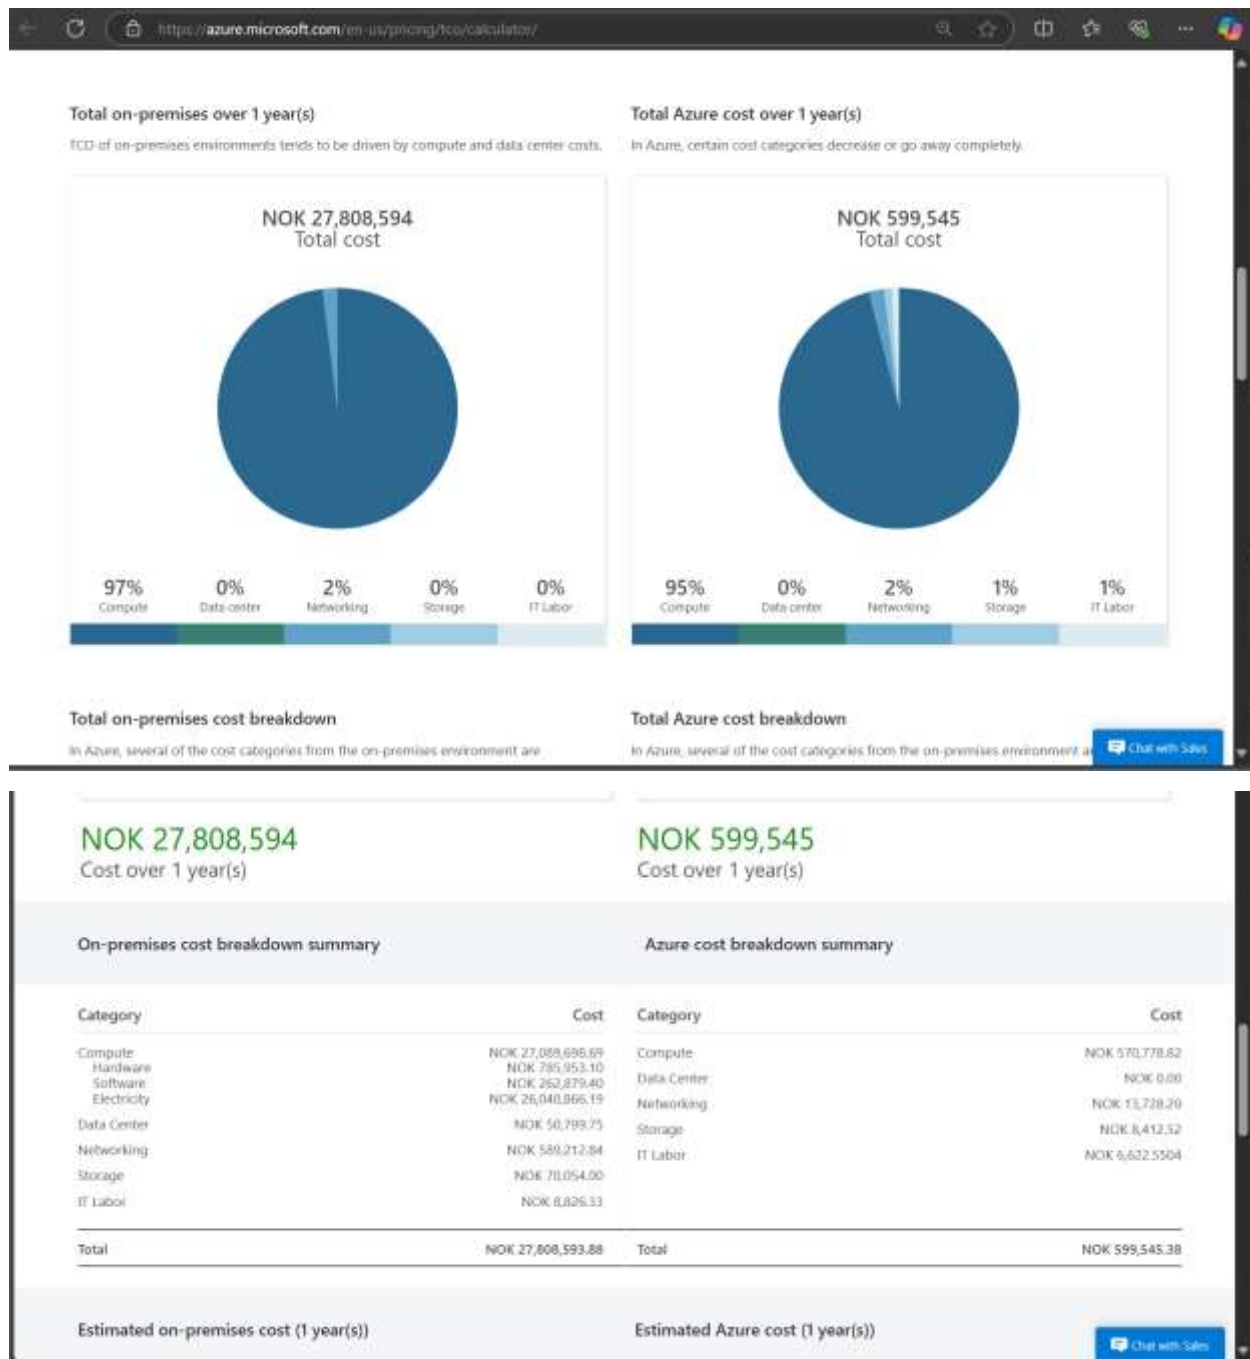 https://azure.microsoft.com/en-us/pricing/tco/calculator/
Total on-premises over 1 year(s)
TCO of on-premises environments tends to be driven by compute and data center costs.
NOK 27,808,594
Total cost
97% 0% 2% 0% 0%
Compute Data center Networking Storage IT Labor
Total Azure cost over 1 year(s)
In Azure, certain cost categories decrease or go away completely.
NOK 599,545
Total cost
95% 0% 2% 1% 1%
Compute Data center Networking Storage IT Labor
Total on-premises cost breakdown
In Azure, several of the cost categories from the on-premises environment are
Total Azure cost breakdown
In Azure, several of the cost categories from the on-premises environment a
Chat with Sales
NOK 27,808,594
Cost over 1 year(s)
NOK 599,545
Cost over 1 year(s)
On-premises cost breakdown summary
Category Cost
Compute NOK 27,089,698.69
Hardware NOK 785,953.10
Software NOK 262,879.40
Electricity NOK 26,040,866.19
Data Center NOK 50,799.75
Networking NOK 589,212.84
Storage NOK 70,054.00
IT Labor NOK 8,826.33
Total NOK 27,808,593.88
Azure cost breakdown summary
Category Cost
Compute NOK 570,778.82
Data Center NOK 0.00
Networking NOK 13,728.20
Storage NOK 8,412.52
IT Labor NOK 6,622.5504
Total NOK 599,545.38
Estimated on-premises cost (1 year(s))
Estimated Azure cost (1 year(s))
Chat with Sales